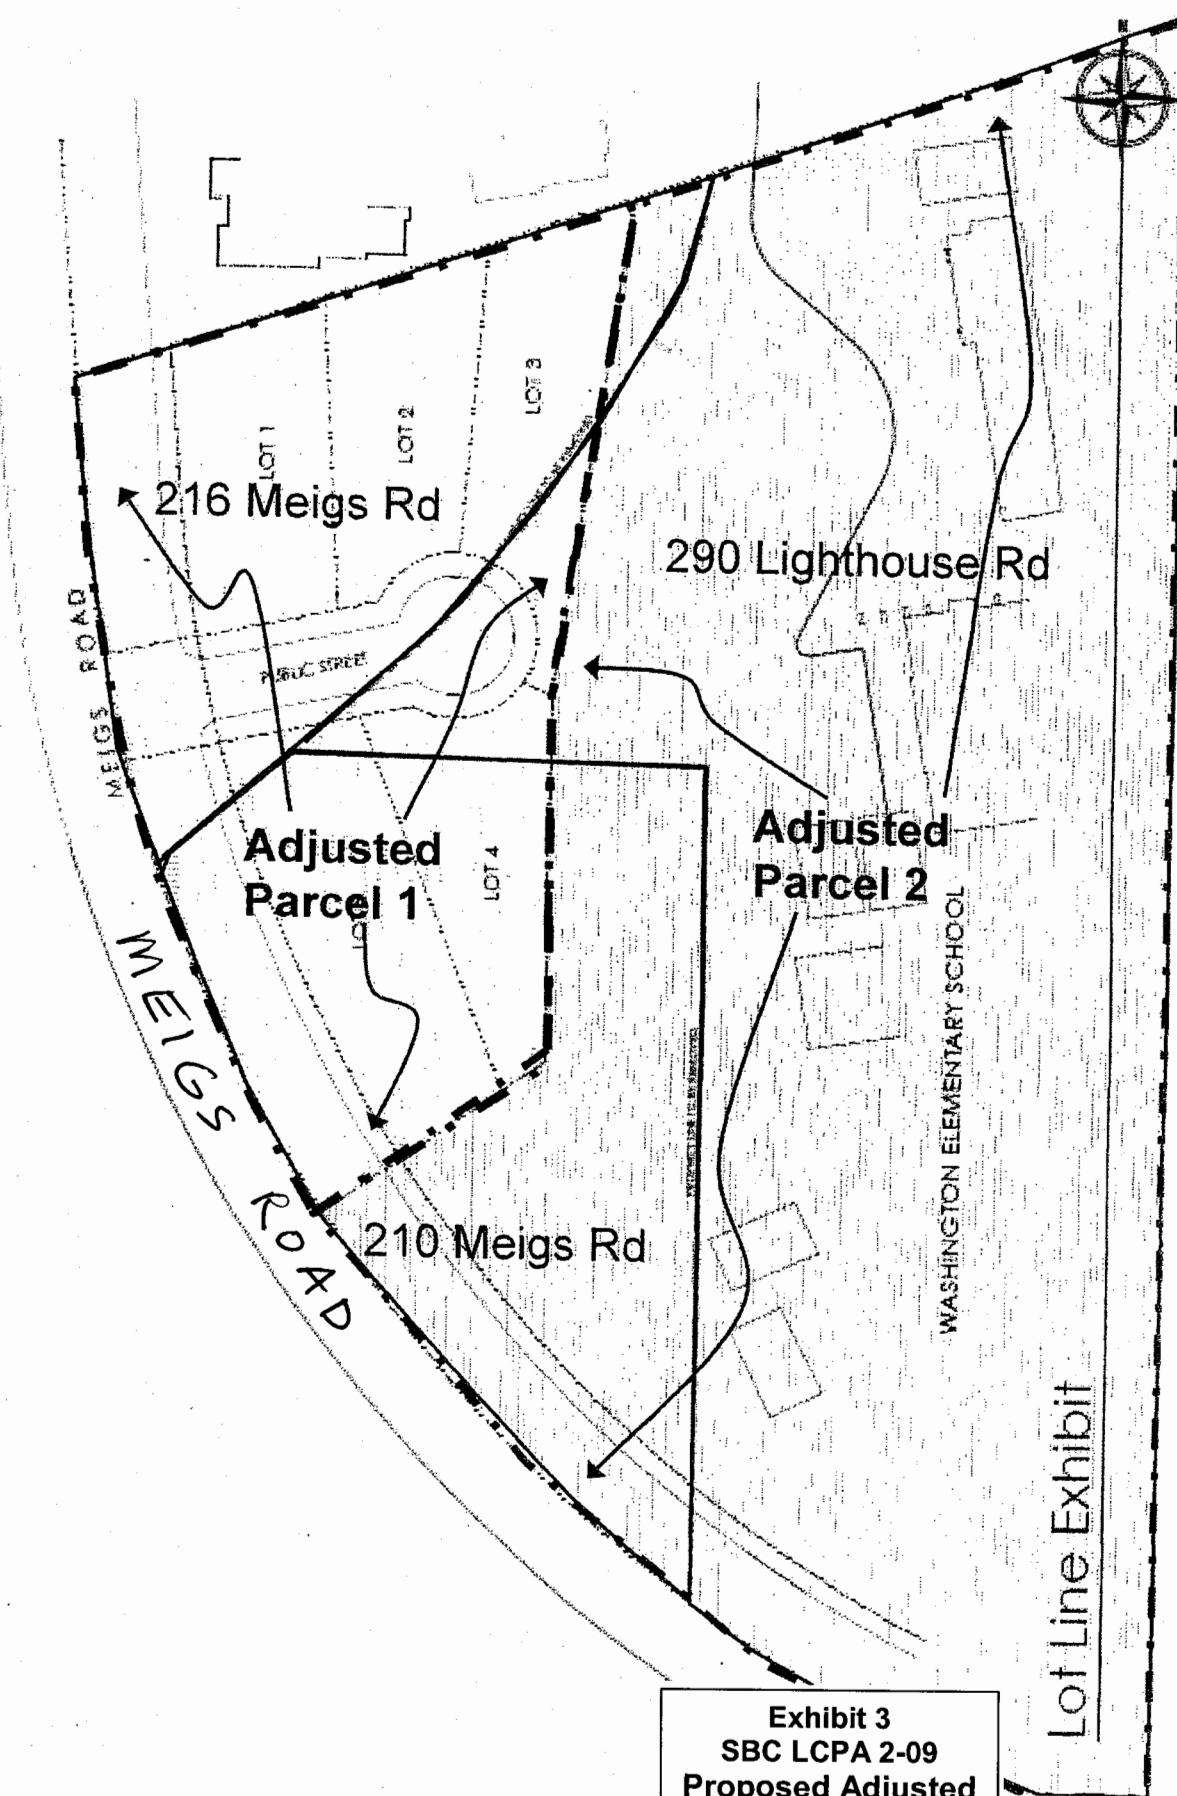 LOT 1
LOT 2
LOT 3
216 Meigs Rd
290 Lighthouse Rd
MEIGS ROAD
PUBLIC STREET
Adjusted
Parcel 1
LOT 4
Adjusted
Parcel 2
WASHINGTON ELEMENTARY SCHOOL
MEIGS ROAD
210 Meigs Rd
Lot Line Exhibit
Exhibit 3
SBC LCPA 2-09
Proposed Adjusted